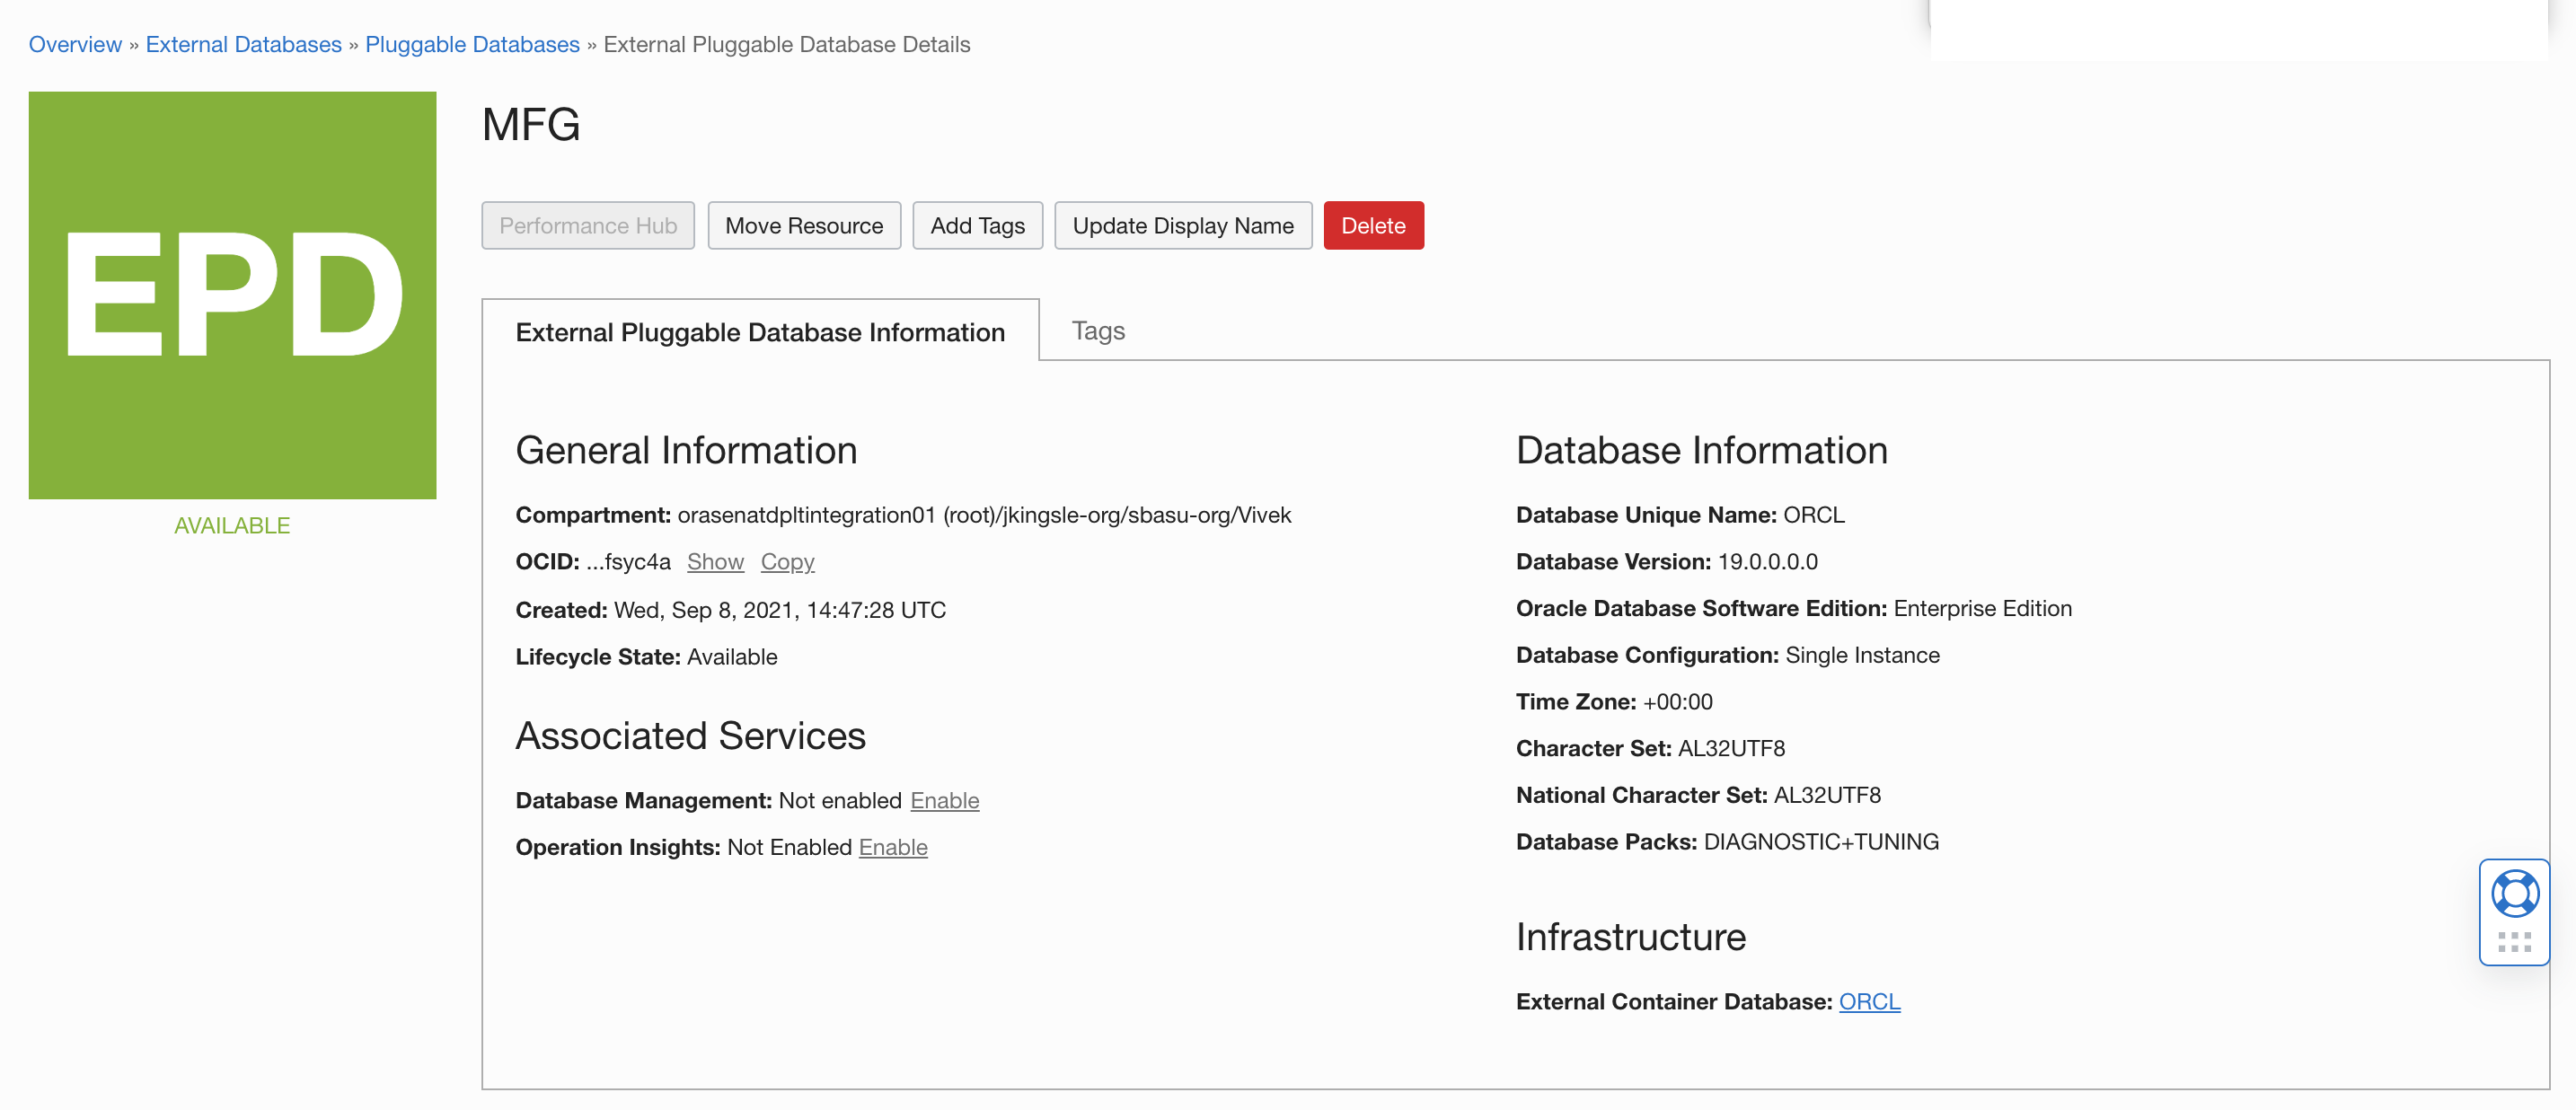 Overview » External Databases » Pluggable Databases » External Pluggable Database Details
EPD
AVAILABLE
MFG
Performance Hub Move Resource Add Tags Update Display Name Delete
External Pluggable Database Information Tags
General Information
Compartment: orasenatdpltintegration01 (root)/jkingsle-org/sbasu-org/Vivek
OCID: ...fsyc4a Show Copy
Created: Wed, Sep 8, 2021, 14:47:28 UTC
Lifecycle State: Available
Associated Services
Database Management: Not enabled Enable
Operation Insights: Not Enabled Enable
Database Information
Database Unique Name: ORCL
Database Version: 19.0.0.0.0
Oracle Database Software Edition: Enterprise Edition
Database Configuration: Single Instance
Time Zone: +00:00
Character Set: AL32UTF8
National Character Set: AL32UTF8
Database Packs: DIAGNOSTIC+TUNING
Infrastructure
External Container Database: ORCL